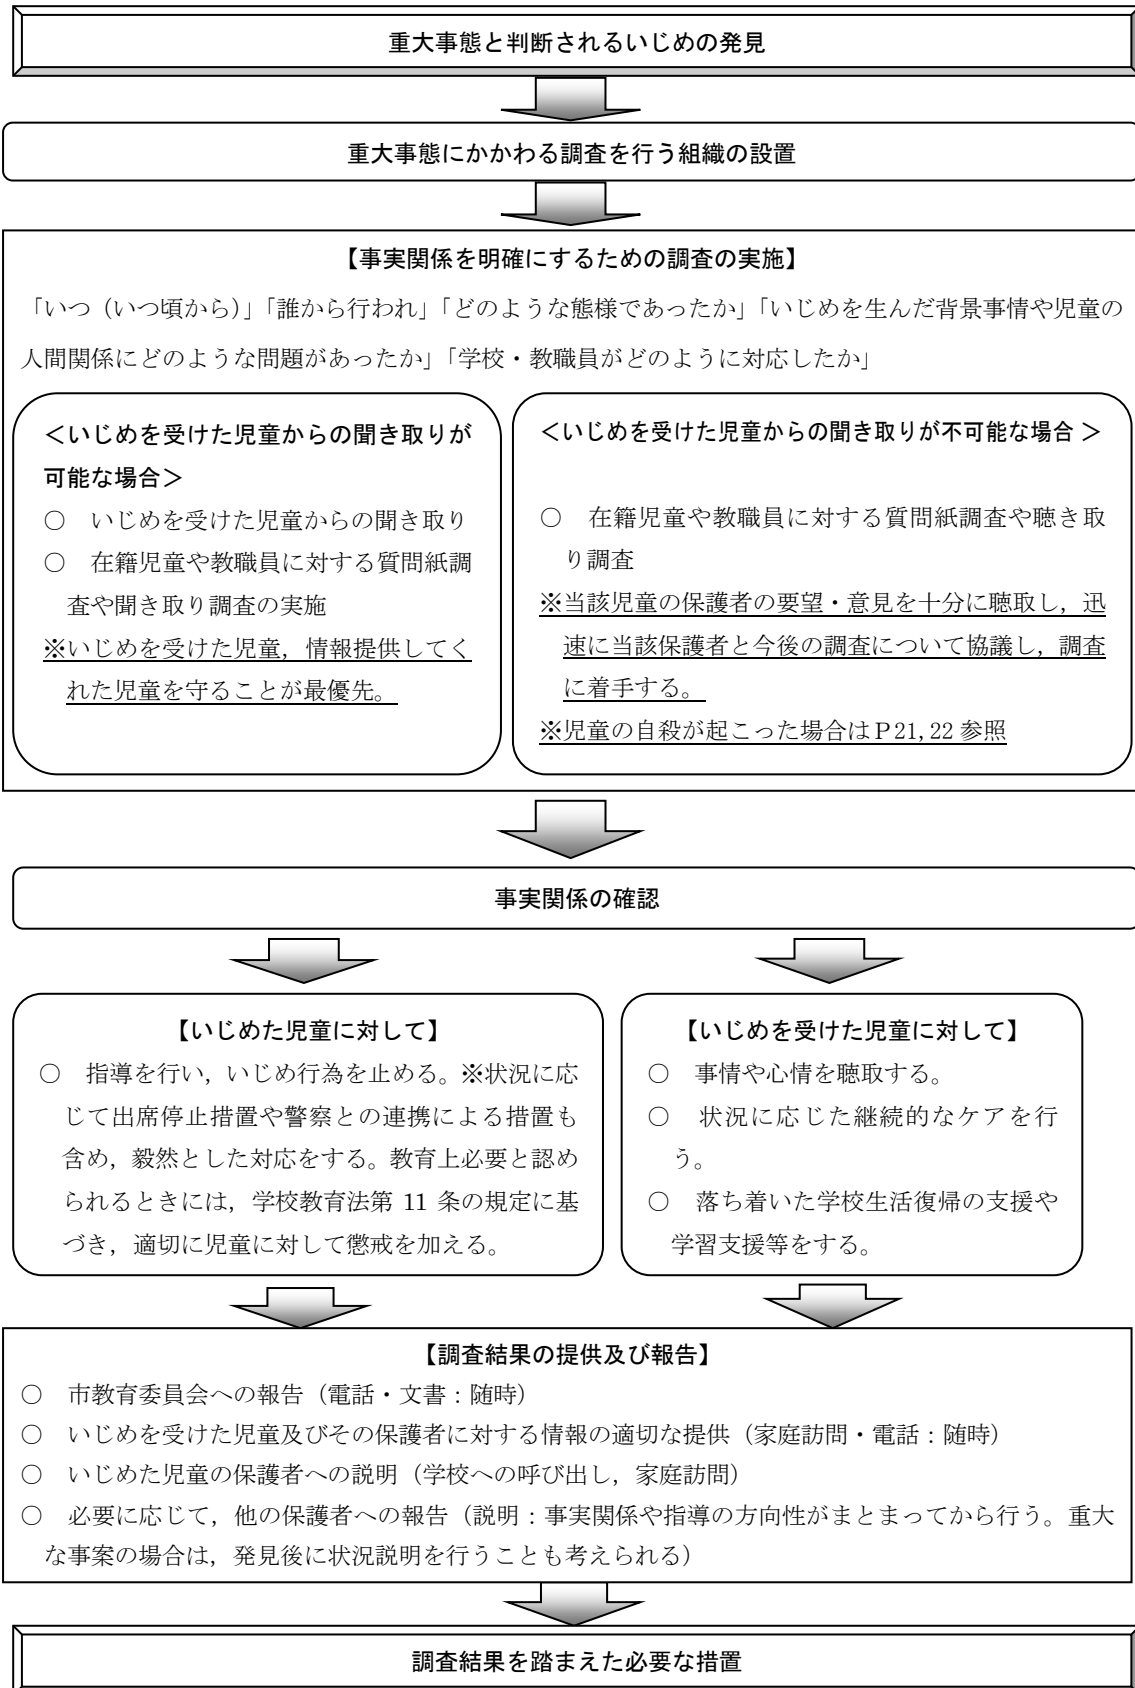 重大事態と判断されるいじめの発見
重大事態にかかわる調査を行う組織の設置
【事実関係を明確にするための調査の実施】
「いつ（いつ頃から）」「誰から行われ」「どのような態様であったか」「いじめを生んだ背景事情や児童の
人間関係にどのような問題があったか」「学校・教職員がどのように対応したか」
＜いじめを受けた児童からの聞き取りが
可能な場合＞
○　いじめを受けた児童からの聞き取り
○　在籍児童や教職員に対する質問紙調
査や聞き取り調査の実施
※いじめを受けた児童，情報提供してく
れた児童を守ることが最優先。
＜いじめを受けた児童からの聞き取りが不可能な場合 ＞
○　在籍児童や教職員に対する質問紙調査や聴き取
り調査
※当該児童の保護者の要望・意見を十分に聴取し，迅
速に当該保護者と今後の調査について協議し，調査
に着手する。
※児童の自殺が起こった場合はＰ21, 22 参照
事実関係の確認
【いじめた児童に対して】
○　指導を行い，いじめ行為を止める。※状況に応
じて出席停止措置や警察との連携による措置も
含め，毅然とした対応をする。教育上必要と認め
られるときには，学校教育法第 11 条の規定に基
づき，適切に児童に対して懲戒を加える。
【いじめを受けた児童に対して】
○　事情や心情を聴取する。
○　状況に応じた継続的なケアを行
う。
○　落ち着いた学校生活復帰の支援や
学習支援等をする。
【調査結果の提供及び報告】
○　市教育委員会への報告（電話・文書：随時）
○　いじめを受けた児童及びその保護者に対する情報の適切な提供（家庭訪問・電話：随時）
○　いじめた児童の保護者への説明（学校への呼び出し，家庭訪問）
○　必要に応じて，他の保護者への報告（説明：事実関係や指導の方向性がまとまってから行う。重大
な事案の場合は，発見後に状況説明を行うことも考えられる）
調査結果を踏まえた必要な措置